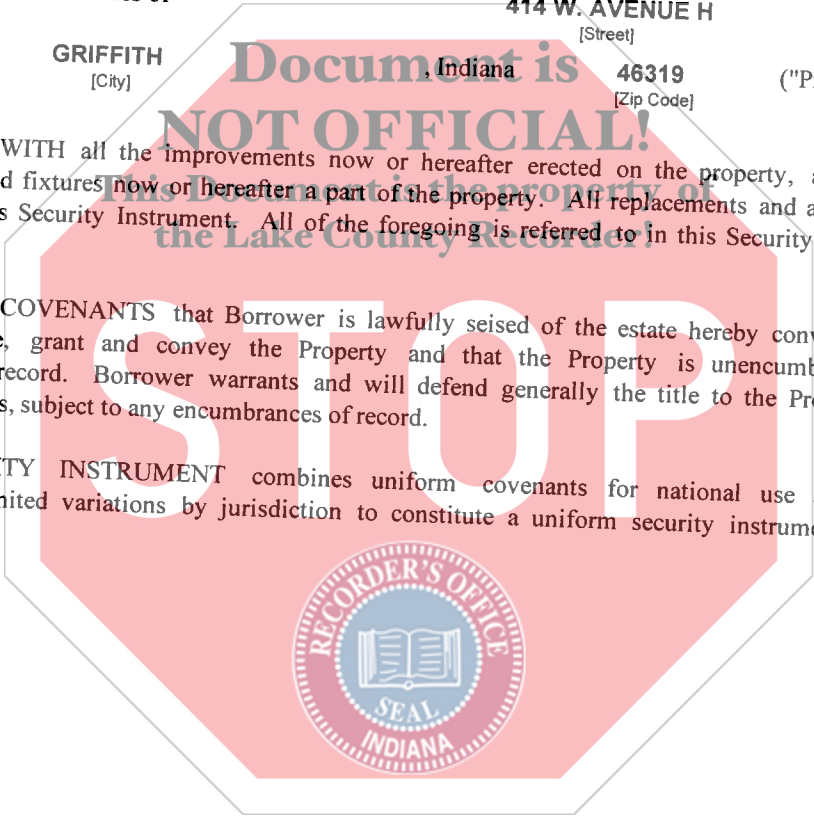 414 W. AVENUE H
[Street]
GRIFFITH , Indiana 46319 ("P
[City] [Zip Code]
Document is
NOT OFFICIAL!
This Document is the property of
the Lake County Recorder!
WITH all the improvements now or hereafter erected on the property,
d fixtures now or hereafter a part of the property. All replacements and a
s Security Instrument. All of the foregoing is referred to in this Security
COVENANTS that Borrower is lawfully seised of the estate hereby conv
e, grant and convey the Property and that the Property is unencumb
record. Borrower warrants and will defend generally the title to the Pro
s, subject to any encumbrances of record.
ITY INSTRUMENT combines uniform covenants for national use
nited variations by jurisdiction to constitute a uniform security instrume
STOP
RECORDER'S OFFICE
SEAL
INDIANA